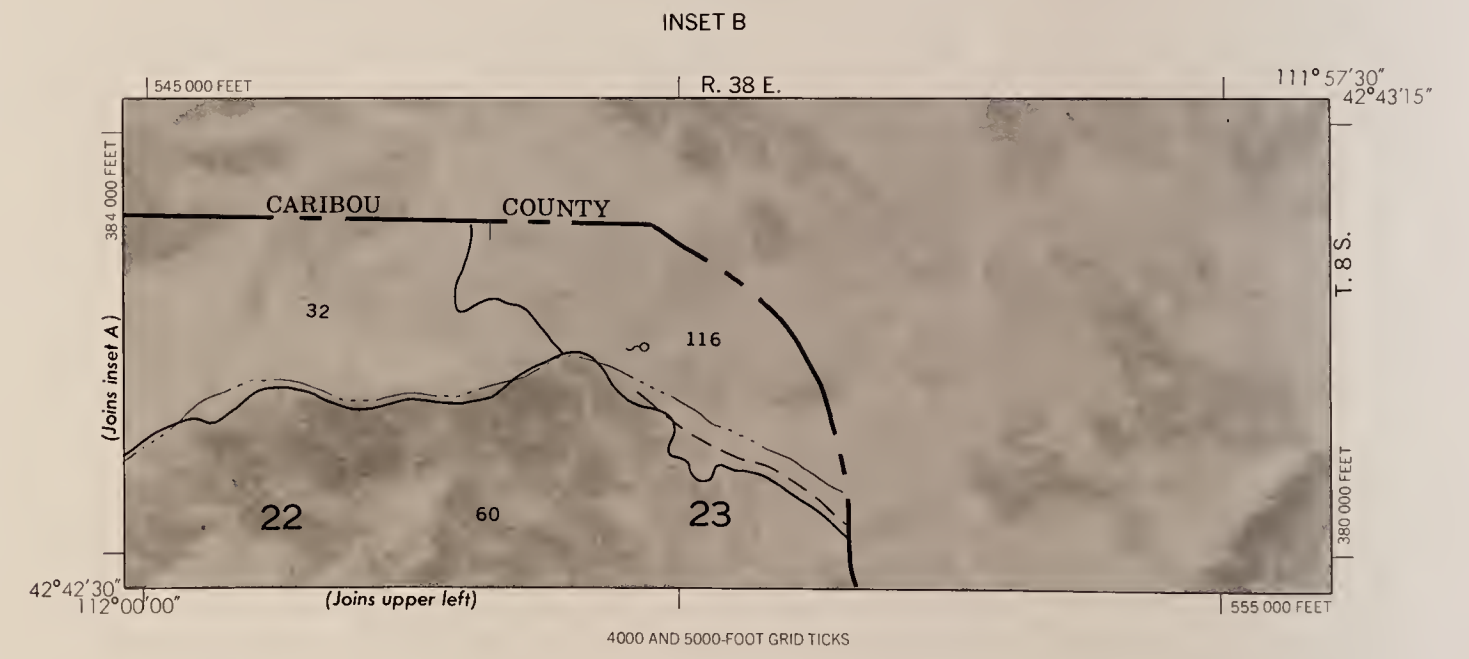 INSET B
545 000 FEET
R. 38 E.
111° 57'30"
42°43'15"
384 000 FEET
CARIBOU COUNTY
T. 8 S.
32
116
(Joins inset A)
22
60
23
380 000 FEET
42°42'30"
112°00'00"
(Joins upper left)
555 000 FEET
4000 AND 5000-FOOT GRID TICKS